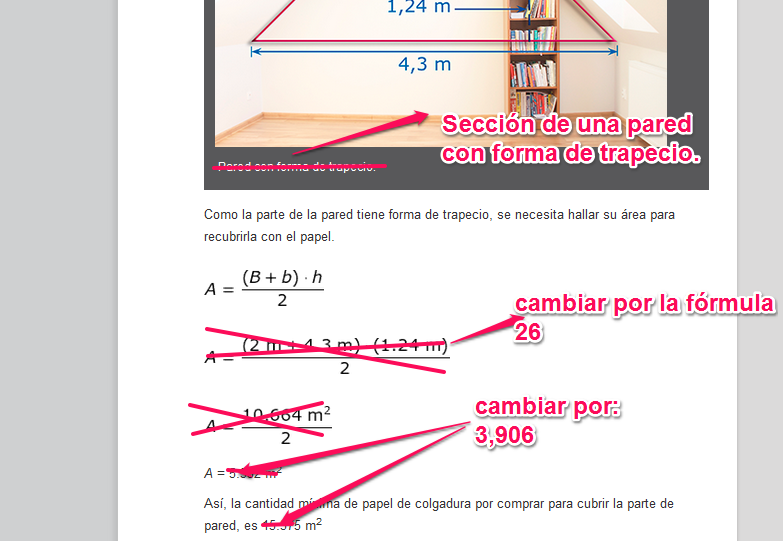 1,24 m
4,3 m
Sección de una pared
con forma de trapecio.
Pared con forma de trapecio.
Como la parte de la pared tiene forma de trapecio, se necesita hallar su área para
recubrirla con el papel.
A = (B + b) · h / 2
cambiar por la fórmula
26
A = (2 m + 4,3 m) (1.24 m) / 2
cambiar por:
3,906
A = 10.664 m² / 2
A = 5.332 m²
Así, la cantidad mínima de papel de colgadura por comprar para cubrir la parte de
pared, es m²